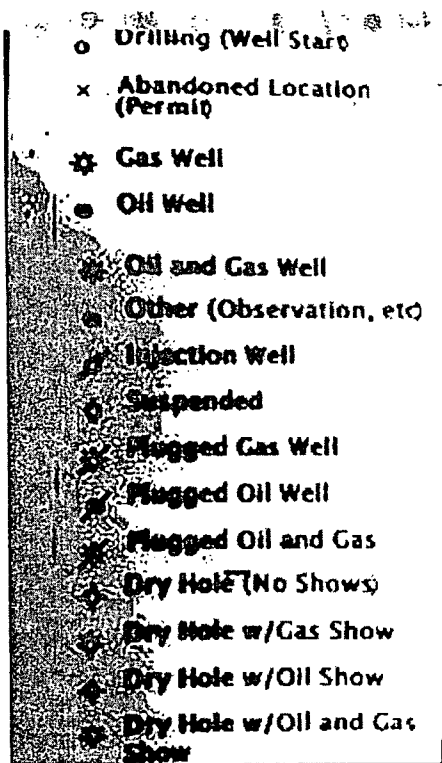 Drilling (Well Start)
Abandoned Location
(Permit)
Gas Well
Oil Well
Oil and Gas Well
Other (Observation, etc)
Injection Well
Suspended
Plugged Gas Well
Plugged Oil Well
Plugged Oil and Gas
Dry Hole (No Shows)
Dry Hole w/Gas Show
Dry Hole w/Oil Show
Dry Hole w/Oil and Gas
Show